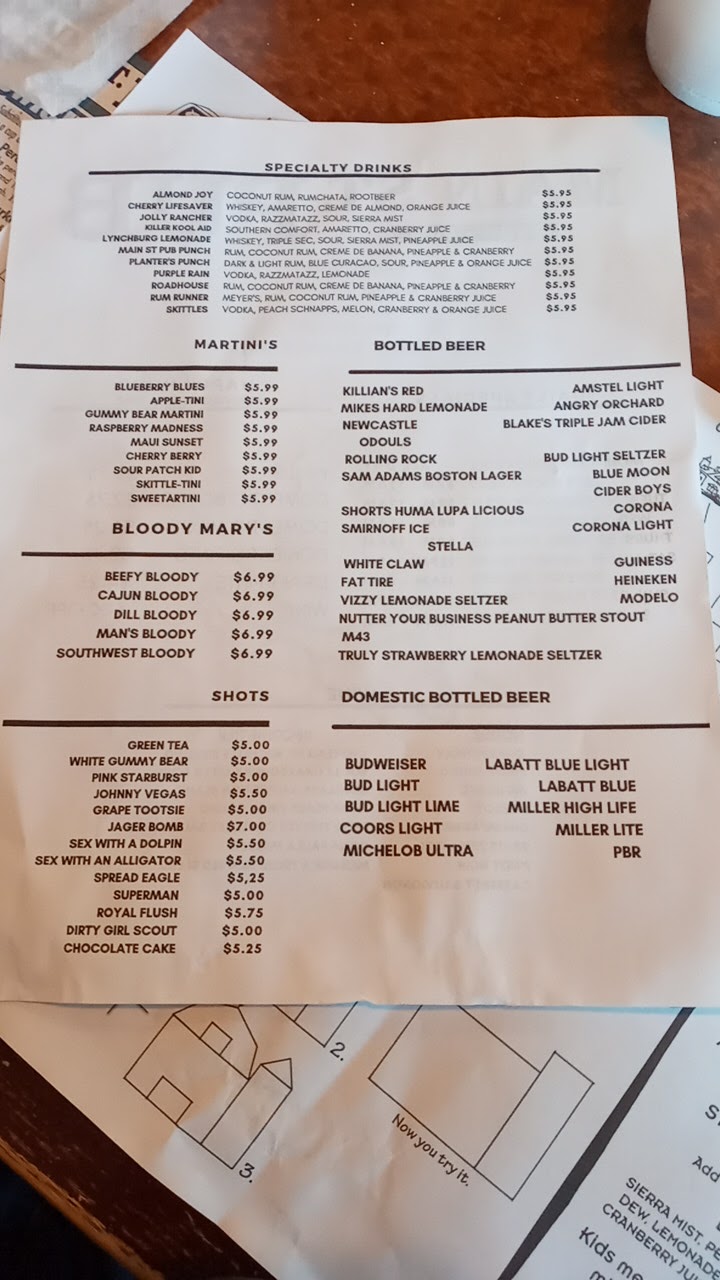 SPECIALTY DRINKS
ALMOND JOY COCONUT RUM, RUMCHATA, ROOTBEER $5.95
CHERRY LIFESAVER WHISKEY, AMARETTO, CREME DE ALMOND, ORANGE JUICE $5.95
JOLLY RANCHER VODKA, RAZZMATAZZ, SOUR, SIERRA MIST $5.95
KILLER KOOL AID SOUTHERN COMFORT, AMARETTO, CRANBERRY JUICE $5.95
LYNCHBURG LEMONADE WHISKEY, TRIPLE SEC, SOUR, SIERRA MIST, PINEAPPLE JUICE $5.95
MAIN ST PUB PUNCH RUM, COCONUT RUM, CREME DE BANANA, PINEAPPLE & CRANBERRY $5.95
PLANTER'S PUNCH DARK & LIGHT RUM, BLUE CURACAO, SOUR, PINEAPPLE & ORANGE JUICE $5.95
PURPLE RAIN VODKA, RAZZMATAZZ, LEMONADE $5.95
ROADHOUSE RUM, COCONUT RUM, CREME DE BANANA, PINEAPPLE & CRANBERRY $5.95
RUM RUNNER MEYER'S, RUM, COCONUT RUM, PINEAPPLE & CRANBERRY JUICE $5.95
SKITTLES VODKA, PEACH SCHNAPPS, MELON, CRANBERRY & ORANGE JUICE $5.95
MARTINI'S
BLUEBERRY BLUES $5.99
APPLE-TINI $5.99
GUMMY BEAR MARTINI $5.99
RASPBERRY MADNESS $5.99
MAUI SUNSET $5.99
CHERRY BERRY $5.99
SOUR PATCH KID $5.99
SKITTLE-TINI $5.99
SWEETARTINI $5.99
BLOODY MARY'S
BEEFY BLOODY $6.99
CAJUN BLOODY $6.99
DILL BLOODY $6.99
MAN'S BLOODY $6.99
SOUTHWEST BLOODY $6.99
SHOTS
GREEN TEA $5.00
WHITE GUMMY BEAR $5.00
PINK STARBURST $5.00
JOHNNY VEGAS $5.50
GRAPE TOOTSIE $5.00
JAGER BOMB $7.00
SEX WITH A DOLPIN $5.50
SEX WITH AN ALLIGATOR $5.50
SPREAD EAGLE $5,25
SUPERMAN $5.00
ROYAL FLUSH $5.75
DIRTY GIRL SCOUT $5.00
CHOCOLATE CAKE $5.25
BOTTLED BEER
KILLIAN'S RED AMSTEL LIGHT
MIKES HARD LEMONADE ANGRY ORCHARD
NEWCASTLE BLAKE'S TRIPLE JAM CIDER
ODOULS
ROLLING ROCK BUD LIGHT SELTZER
SAM ADAMS BOSTON LAGER BLUE MOON
CIDER BOYS
SHORTS HUMA LUPA LICIOUS CORONA
SMIRNOFF ICE CORONA LIGHT
STELLA
WHITE CLAW GUINESS
FAT TIRE HEINEKEN
VIZZY LEMONADE SELTZER MODELO
NUTTER YOUR BUSINESS PEANUT BUTTER STOUT
M43
TRULY STRAWBERRY LEMONADE SELTZER
DOMESTIC BOTTLED BEER
BUDWEISER LABATT BLUE LIGHT
BUD LIGHT LABATT BLUE
BUD LIGHT LIME MILLER HIGH LIFE
COORS LIGHT MILLER LITE
MICHELOB ULTRA PBR
2.
3.
Now you try it.
Add
SIERRA MIST, PE
DEW, LEMONADE
CRANBERRY JU
Kids me